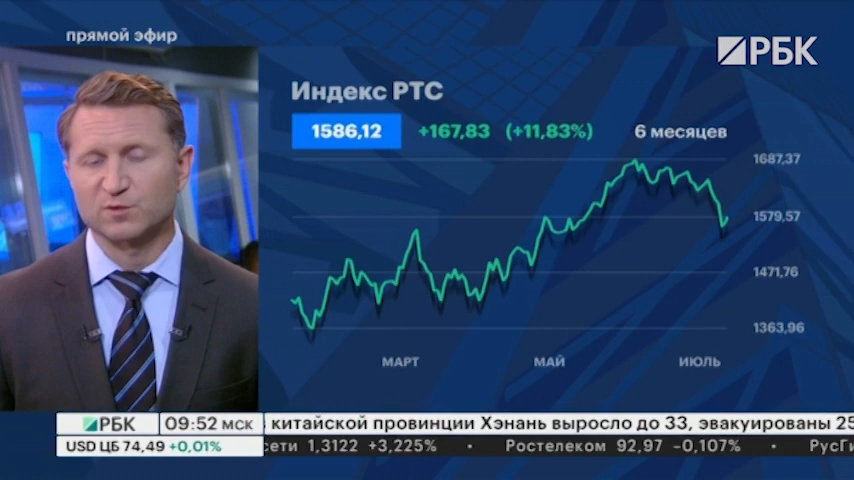 прямой эфир
РБК
Индекс РТС
1586,12 +167,83 (+11,83%) 6 месяцев
1687,37
1579,57
1471,76
1363,96
МАРТ МАЙ ИЮЛЬ
РБК 09:52 МСК в китайской провинции Хэнань выросло до 33, эвакуированы 25
USD ЦБ 74,49 +0,01% сети 1,3122 +3,225% • Ростелеком 92,97 -0,107% • РусГи